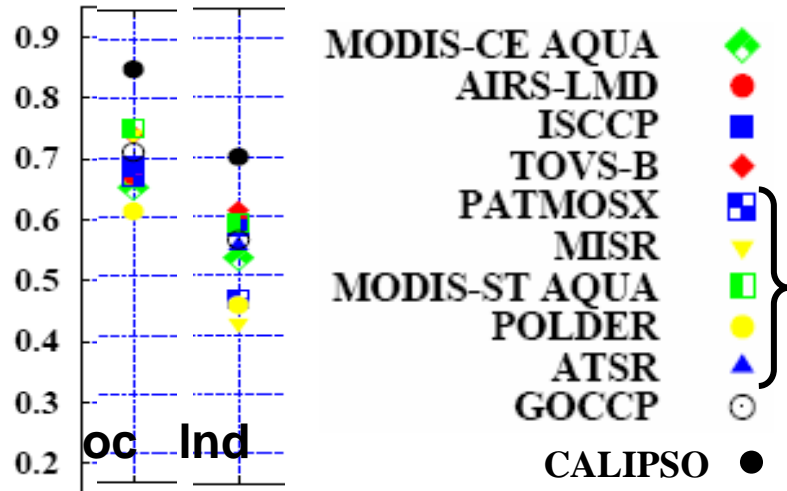 0.9
0.8
0.7
0.6
0.5
0.4
0.3
0.2
oc lnd
MODIS-CE AQUA
AIRS-LMD
ISCCP
TOVS-B
PATMOSX
MISR
MODIS-ST AQUA
POLDER
ATSR
GOCCP
CALIPSO